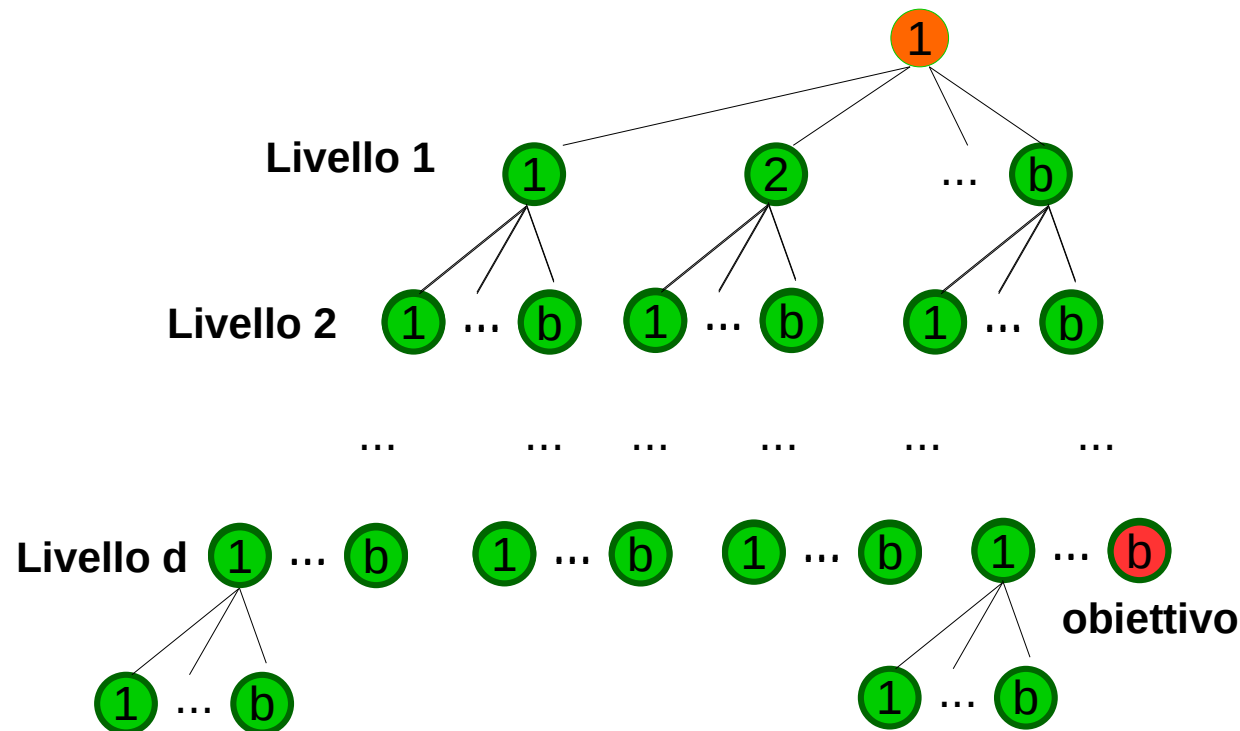 1
Livello 1 1 2 ... b
Livello 2 1 ... b 1 ... b 1 ... b
... ... ... ... ... ...
Livello d 1 ... b 1 ... b 1 ... b 1 ... b
obiettivo
1 ... b 1 ... b